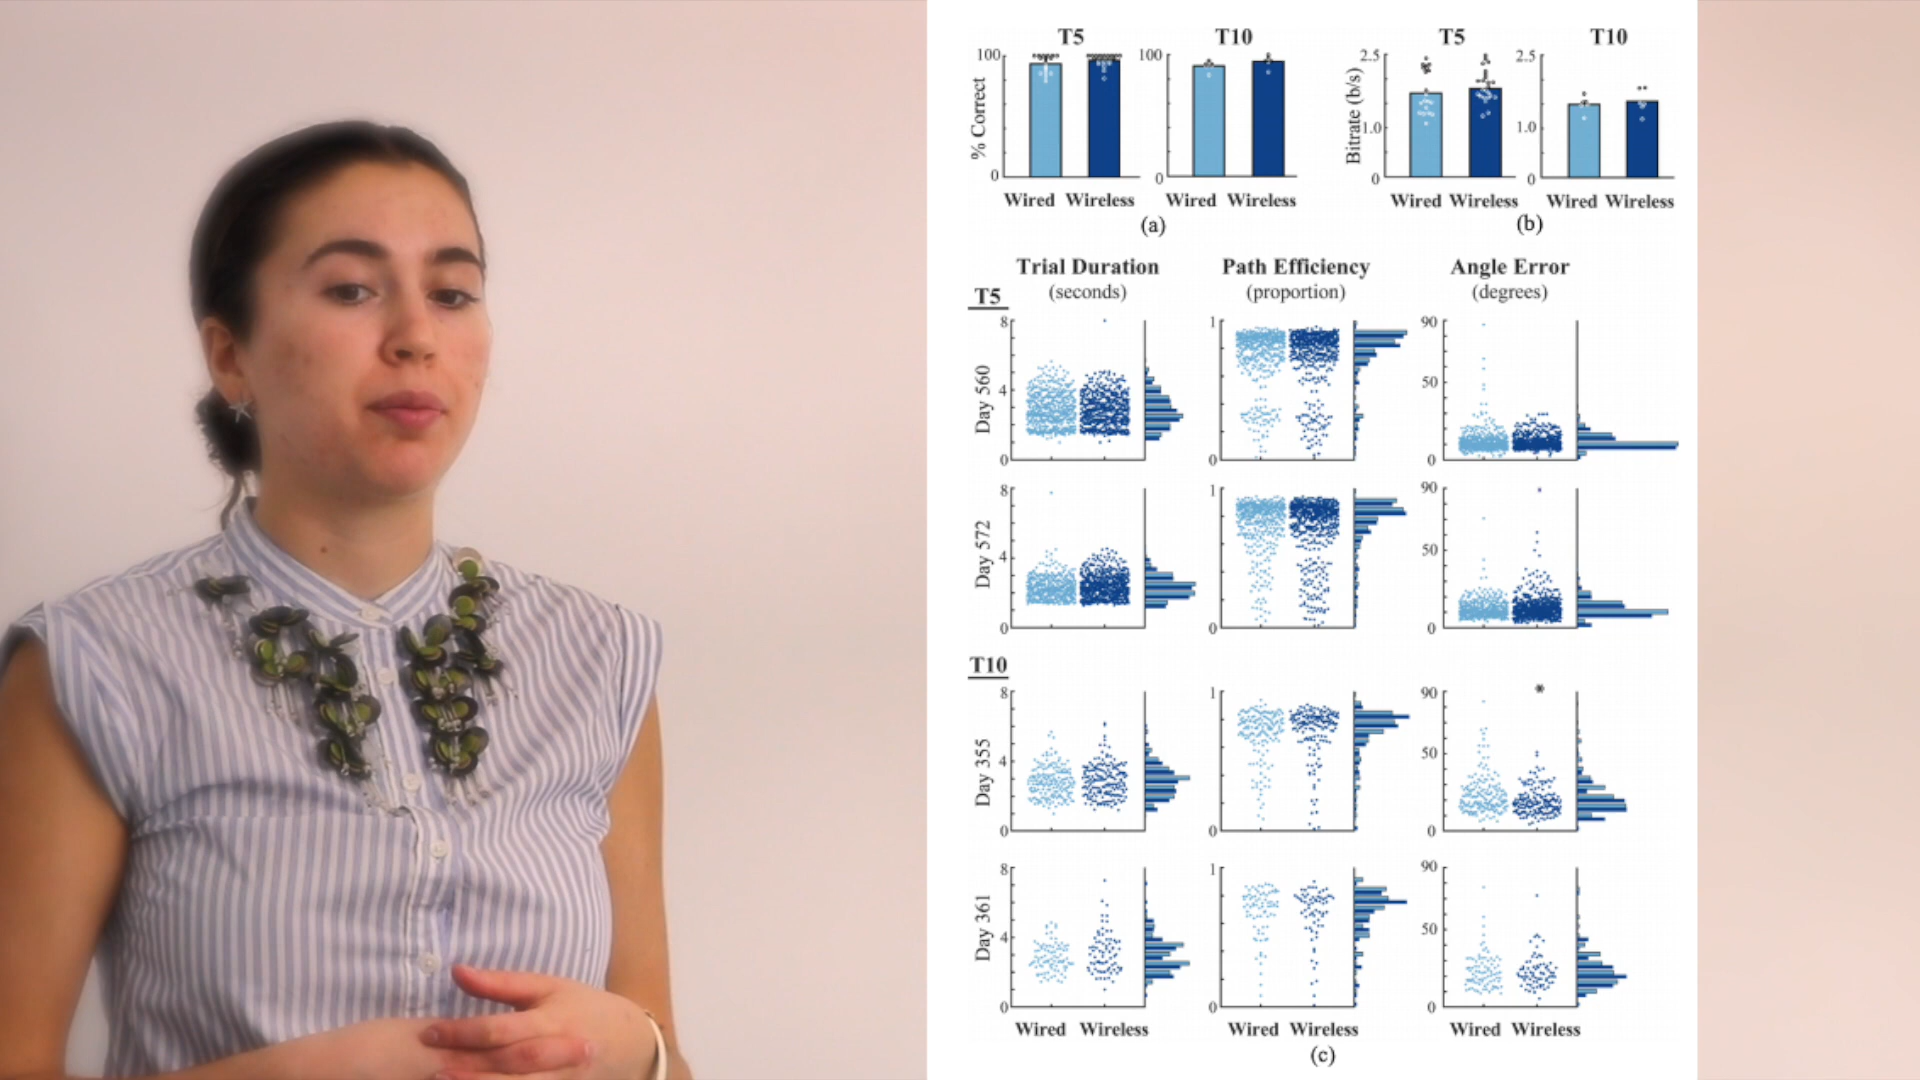 T5 T10 T5 T10
100 100 2.5 2.5
% Correct
Bitrate (b/s)
1.0 1.0
0 0 0 0
Wired Wireless Wired Wireless Wired Wireless Wired Wireless
(a) (b)
Trial Duration Path Efficiency Angle Error
(seconds) (proportion) (degrees)
T5
Day 560
8 1 90
4 50
0 0 0
Day 572
8 1 90
4 50
0 0 0
T10
*
Day 355
8 1 90
4 50
0 0 0
Day 361
8 1 90
4 50
0 0 0
Wired Wireless Wired Wireless Wired Wireless
(c)